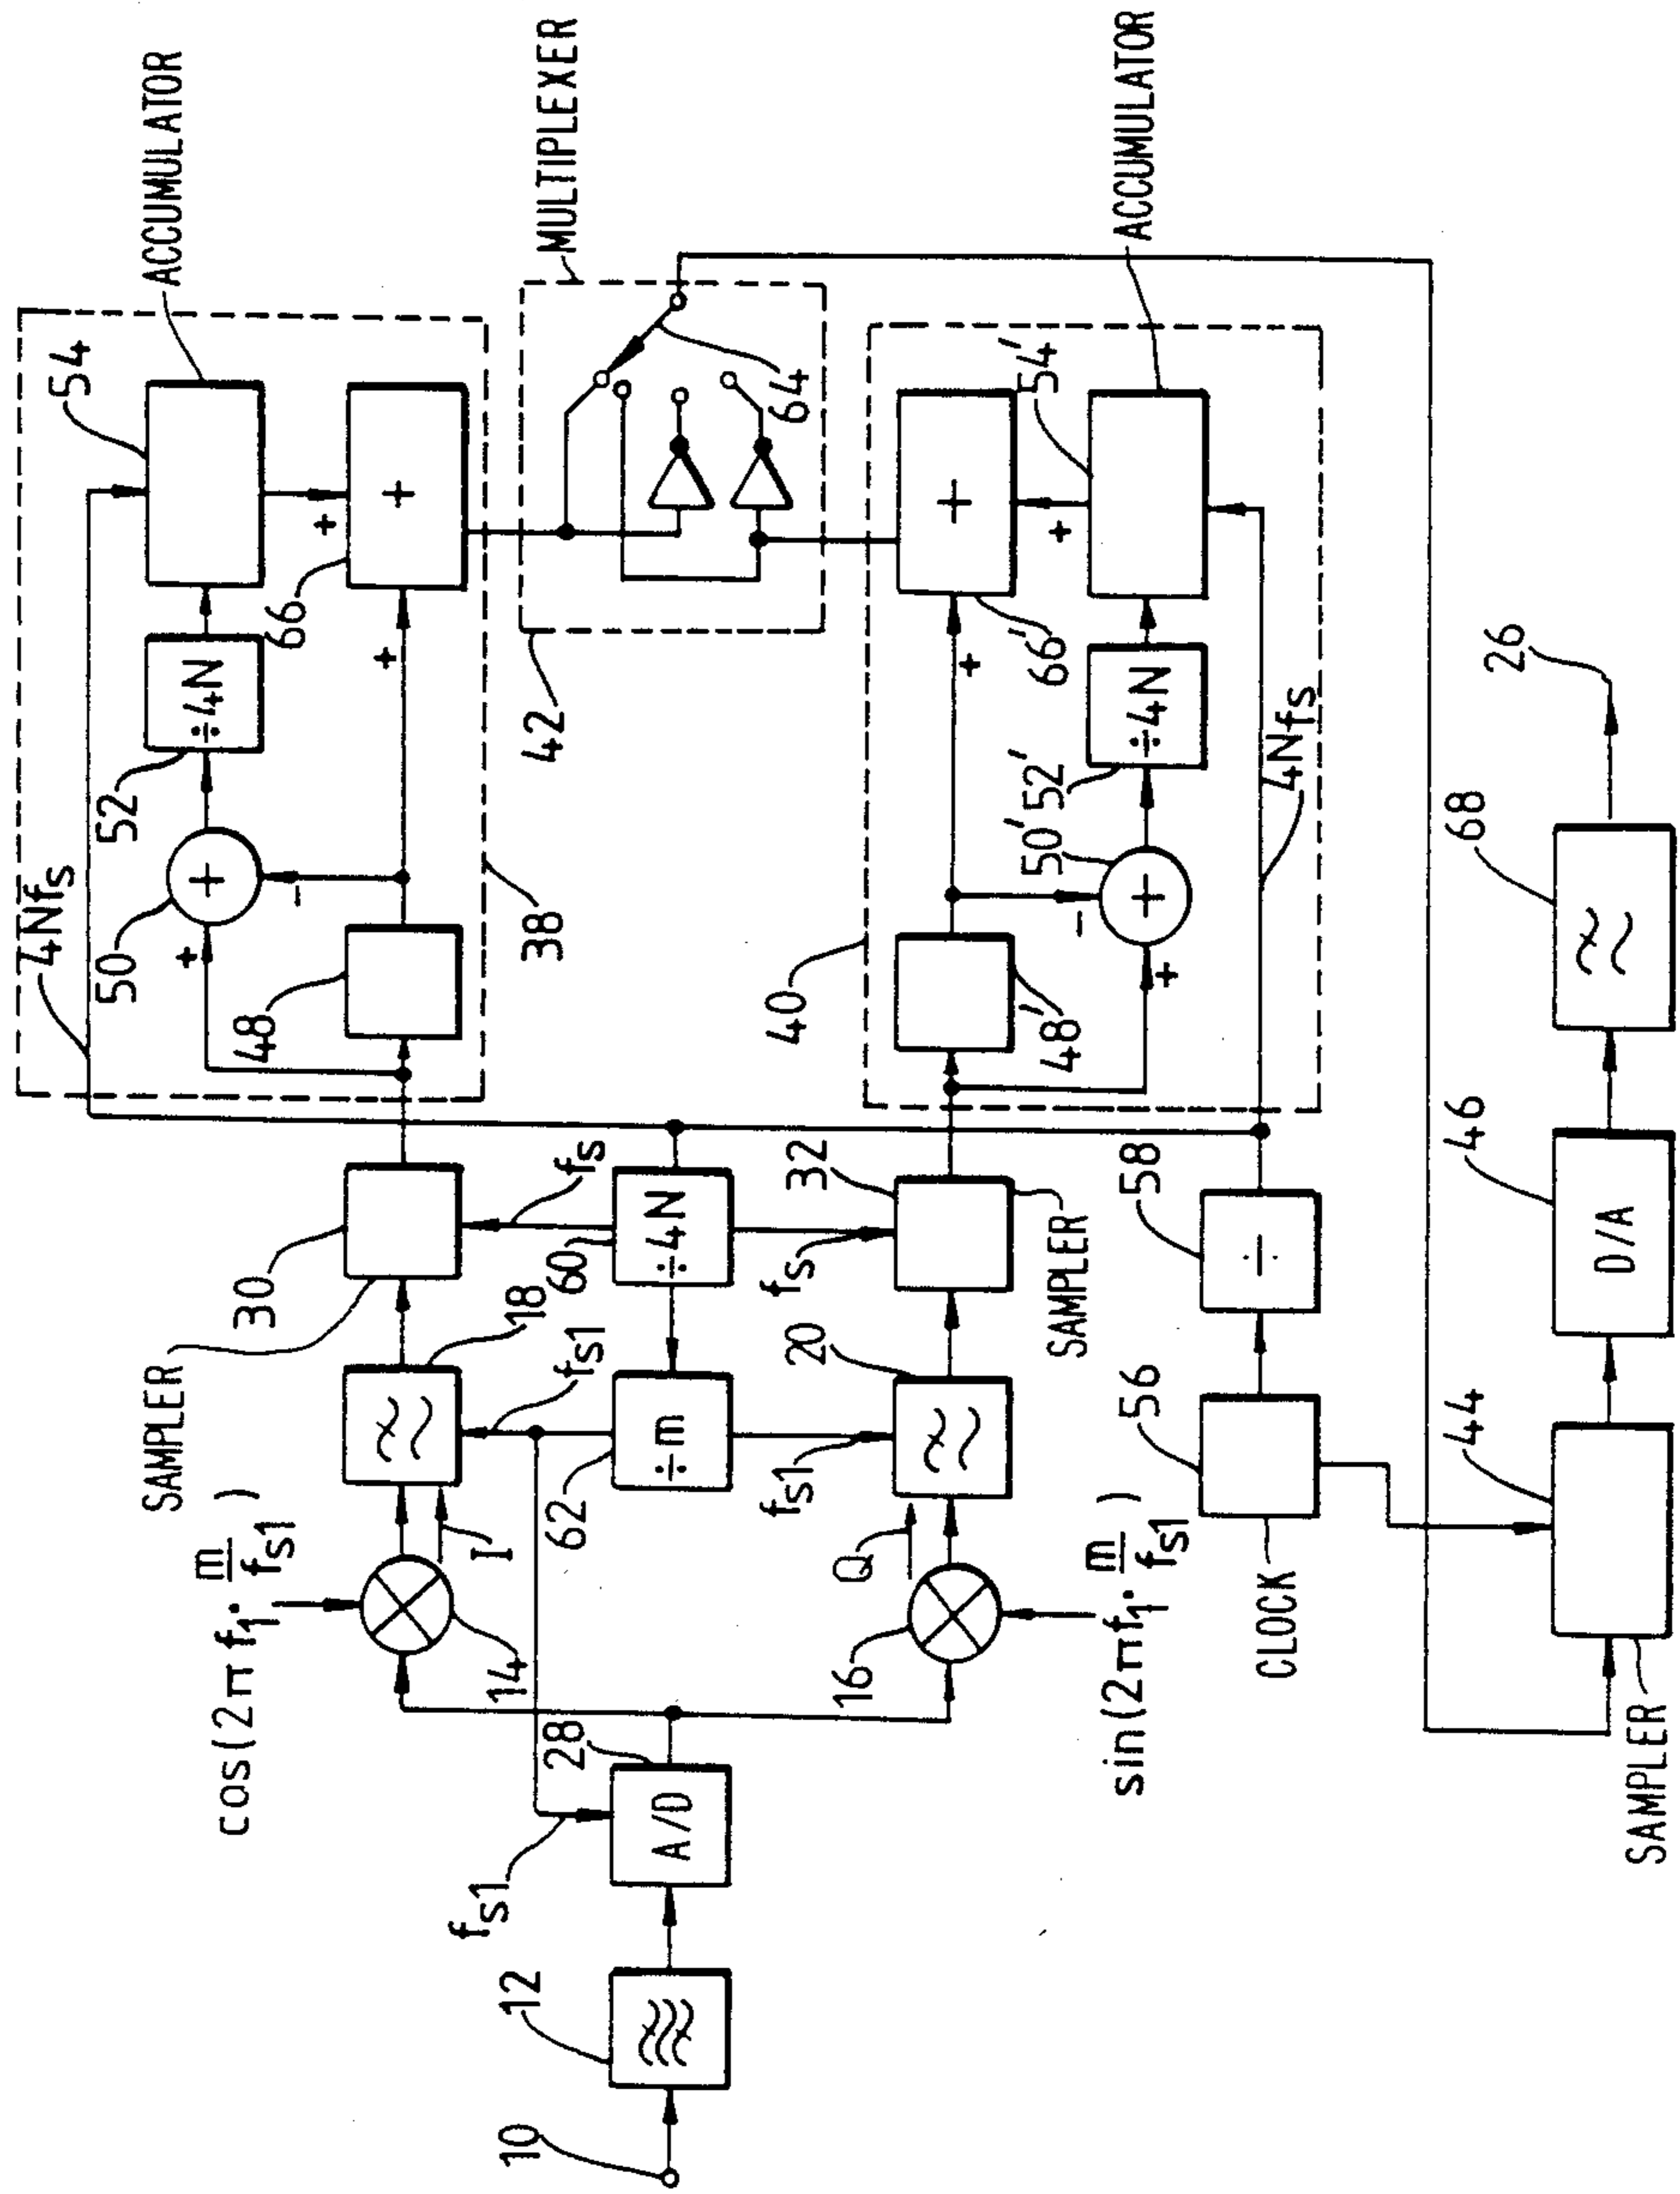 ACCUMULATOR
4Nfs
50
52
54
÷4N
+
+
-
48
66
+
+
+
38
MULTIPLEXER
42
64
SAMPLER
30
cos(2πf1·m/fs1)
14
I
18
fs1
fs
÷4N
60
÷m
62
10
12
28
A/D
fs1
16
Q
fs1
20
fs
32
SAMPLER
sin(2πf1·m/fs1)
40
48'
+
+
-
50'
+
52'
÷4N
54'
66'
+
+
4Nfs
ACCUMULATOR
CLOCK
56
58
÷
SAMPLER
44
46
D/A
68
26